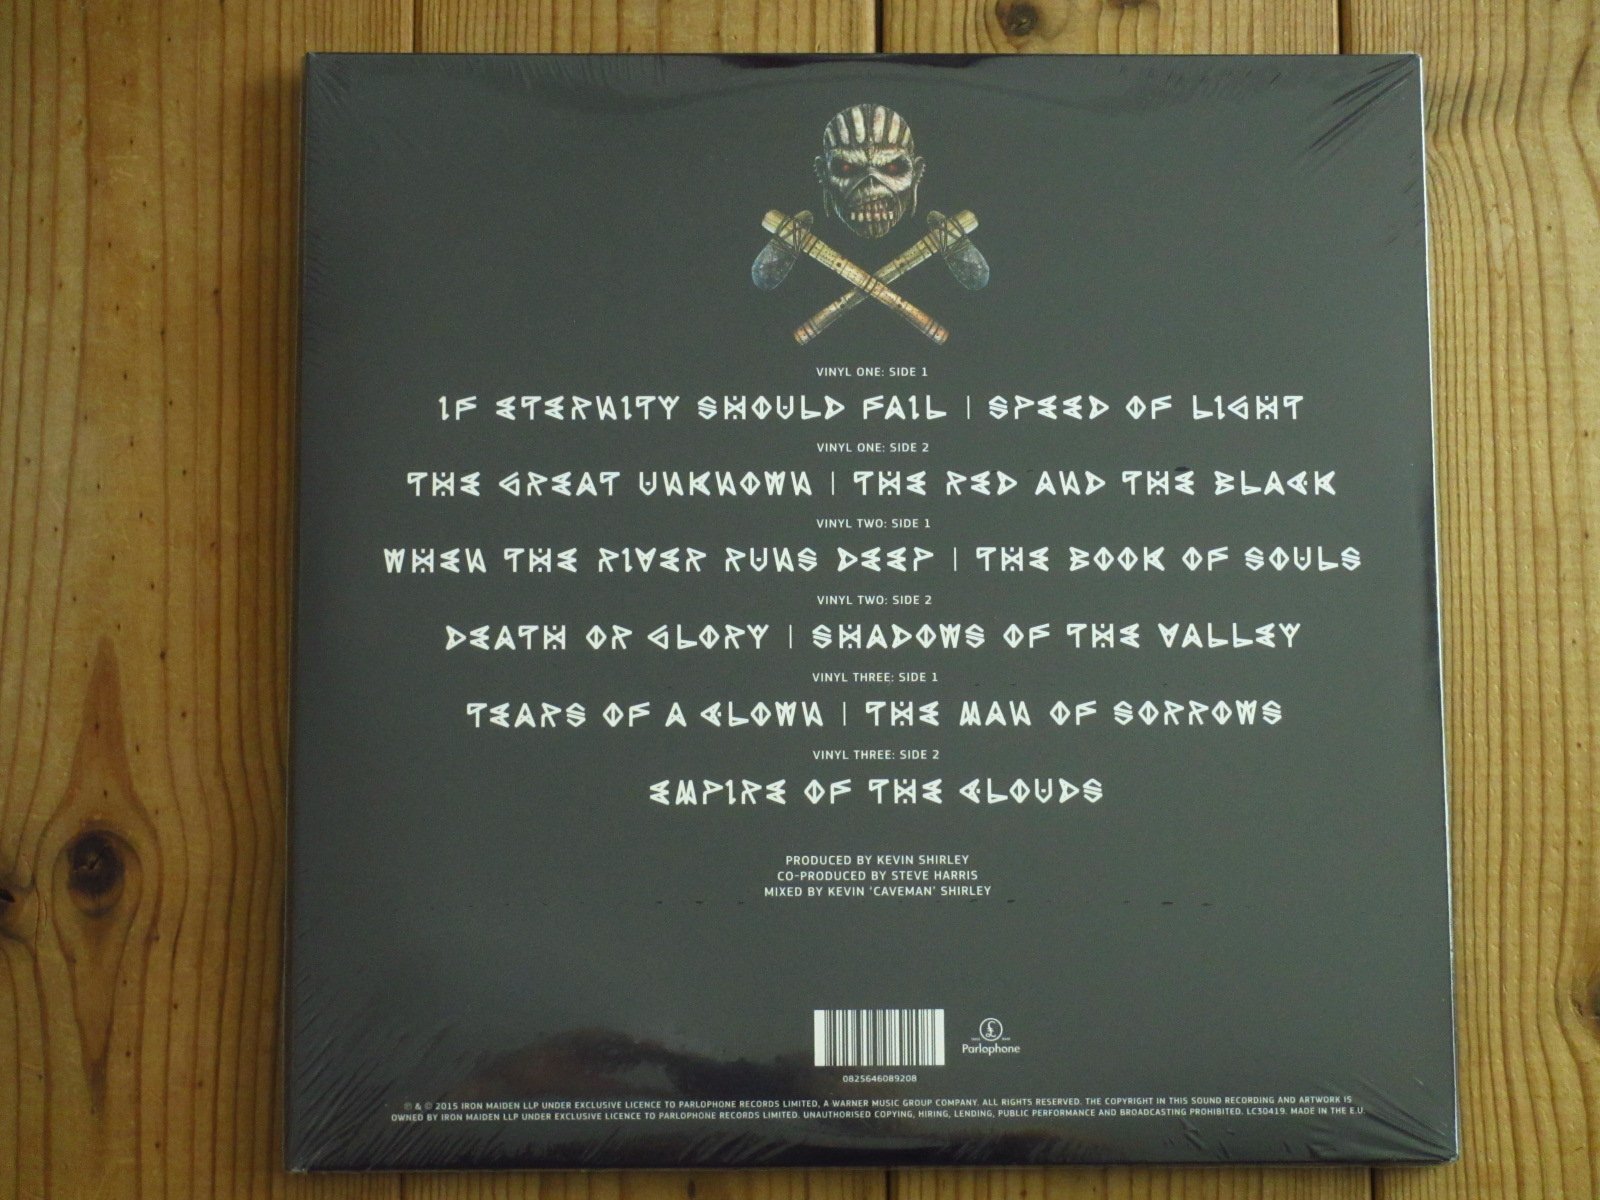 VINYL ONE: SIDE 1
IF ETERNITY SHOULD FAIL | SPEED OF LIGHT
VINYL ONE: SIDE 2
THE GREAT UNKNOWN | THE RED AND THE BLACK
VINYL TWO: SIDE 1
WHEN THE RIVER RUNS DEEP | THE BOOK OF SOULS
VINYL TWO: SIDE 2
DEATH OR GLORY | SHADOWS OF THE VALLEY
VINYL THREE: SIDE 1
TEARS OF A CLOWN | THE MAN OF SORROWS
VINYL THREE: SIDE 2
EMPIRE OF THE CLOUDS
PRODUCED BY KEVIN SHIRLEY
CO-PRODUCED BY STEVE HARRIS
MIXED BY KEVIN 'CAVEMAN' SHIRLEY
£
Parlophone
0825646089208
℗ & © 2015 IRON MAIDEN LLP UNDER EXCLUSIVE LICENCE TO PARLOPHONE RECORDS LIMITED, A WARNER MUSIC GROUP COMPANY. ALL RIGHTS RESERVED. THE COPYRIGHT IN THIS SOUND RECORDING AND ARTWORK IS
OWNED BY IRON MAIDEN LLP UNDER EXCLUSIVE LICENCE TO PARLOPHONE RECORDS LIMITED. UNAUTHORISED COPYING, HIRING, LENDING, PUBLIC PERFORMANCE AND BROADCASTING PROHIBITED. LC30419. MADE IN THE E.U.